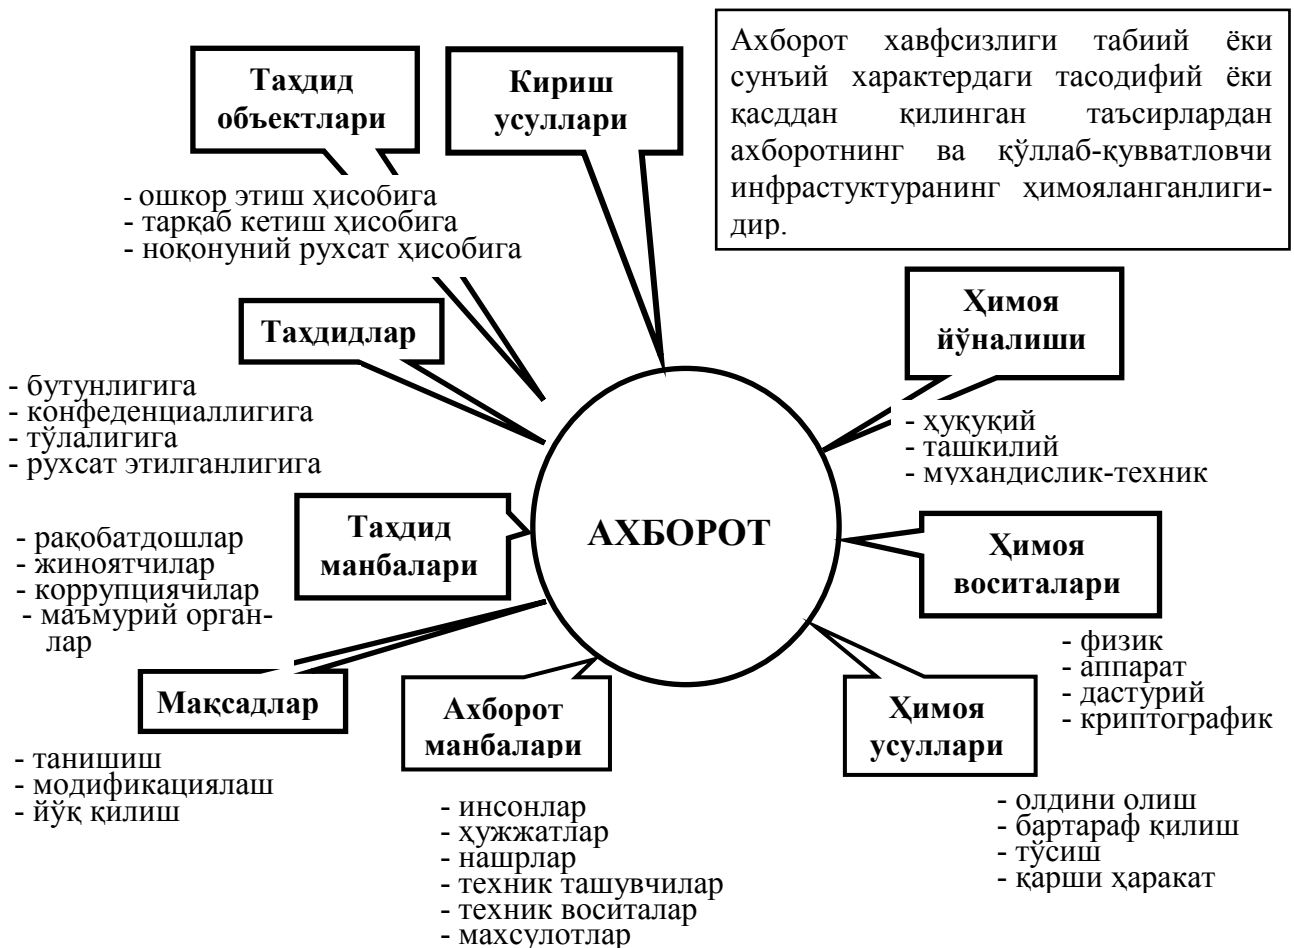 Ахборот хавфсизлиги табиий ёки
сунъий характердаги тасодифий ёки
қасддан қилинган таъсирлардан
ахборотнинг ва қўллаб-қувватловчи
инфрастуктуранинг ҳимояланганлиги-
дир.
Таҳдид
объектлари
Кириш
усуллари
- ошкор этиш ҳисобига
- тарқаб кетиш ҳисобига
- ноқонуний рухсат ҳисобига
Таҳдидлар
- бутунлигига
- конфеденциаллигига
- тўлалигига
- рухсат этилганлигига
Ҳимоя
йўналиши
- ҳуқуқий
- ташкилий
- мухандислик-техник
Таҳдид
манбалари
- рақобатдошлар
- жиноятчилар
- коррупциячилар
- маъмурий орган-
лар
АХБОРОТ
Ҳимоя
воситалари
- физик
- аппарат
- дастурий
- криптографик
Мақсадлар
- танишиш
- модификациялаш
- йўқ қилиш
Ахборот
манбалари
- инсонлар
- ҳужжатлар
- нашрлар
- техник ташувчилар
- техник воситалар
- махсулотлар
Ҳимоя
усуллари
- олдини олиш
- бартараф қилиш
- тўсиш
- қарши ҳаракат